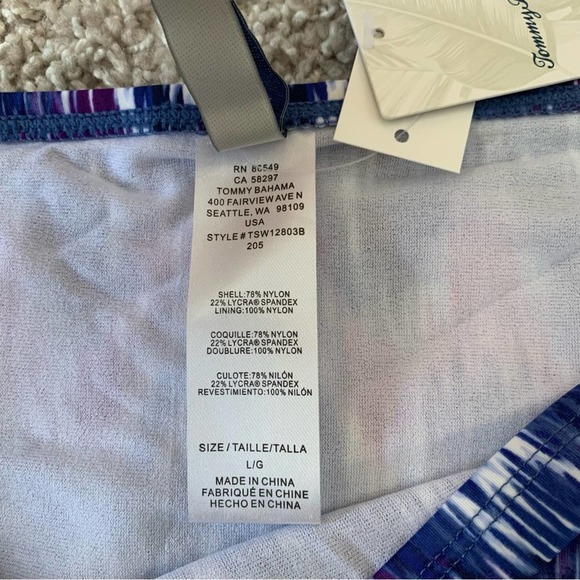 Tommy
RN 80549
CA 58297
TOMMY BAHAMA
400 FAIRVIEW AVE N
SEATTLE, WA 98109
USA
STYLE # TSW12803B
205
SHELL:78% NYLON
22% LYCRA® SPANDEX
LINING:100% NYLON
COQUILLE:78% NYLON
22% LYCRA® SPANDEX
DOUBLURE:100% NYLON
CULOTE:78% NILÓN
22% LYCRA® SPANDEX
REVESTIMIENTO:100% NILÓN
SIZE / TAILLE/TALLA
L/G
MADE IN CHINA
FABRIQUÉ EN CHINE
HECHO EN CHINA